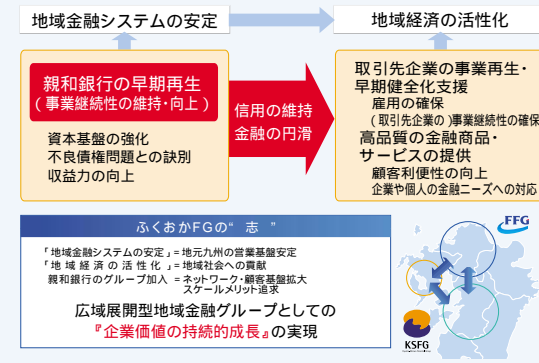 地域金融システムの安定
地域経済の活性化
親和銀行の早期再生
(事業継続性の維持・向上)
資本基盤の強化
不良債権問題との訣別
収益力の向上
信用の維持
金融の円滑
取引先企業の事業再生・
早期健全化支援
雇用の確保
(取引先企業の)事業継続性の確保
高品質の金融商品・
サービスの提供
顧客利便性の向上
企業や個人の金融ニーズへの対応
ふくおかFGの“ 志 ”
「地域金融システムの安定」=地元九州の営業基盤安定
「地域経済の活性化」=地域社会への貢献
親和銀行のグループ加入 =ネットワーク・顧客基盤拡大
スケールメリット追求
広域展開型地域金融グループとしての
『企業価値の持続的成長』の実現
FFG
KSFG